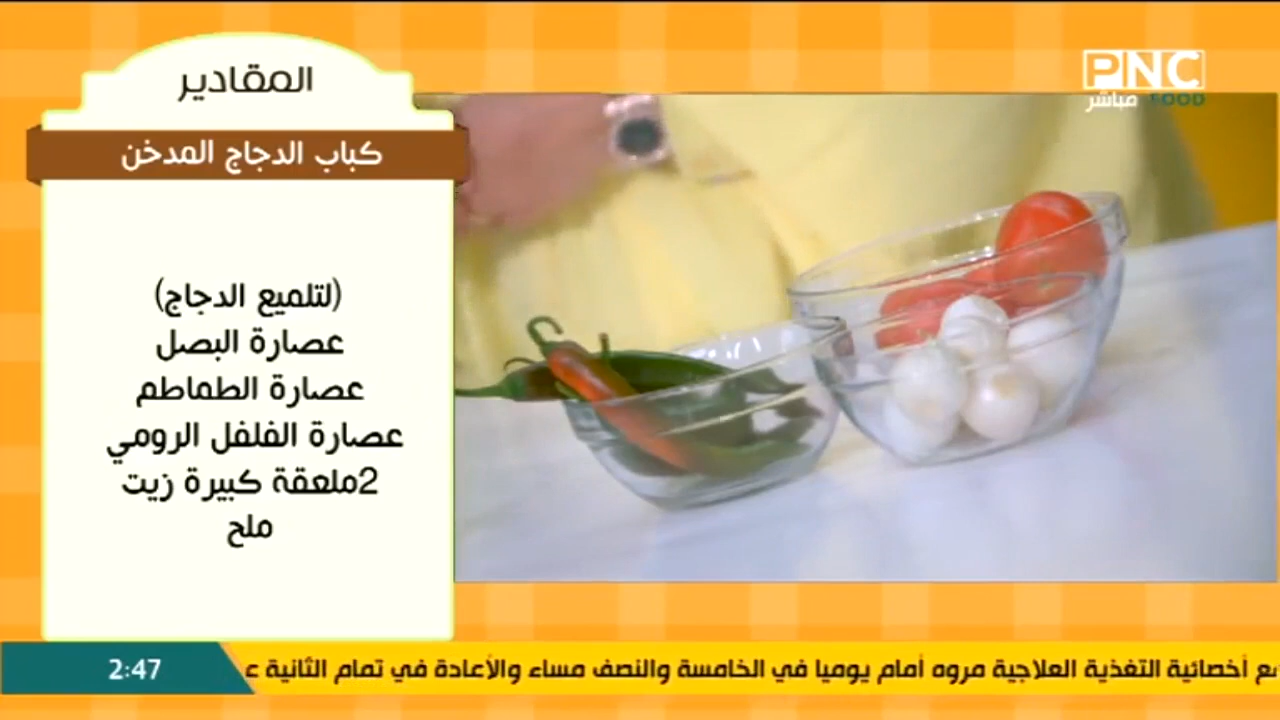 المقادير
كباب الدجاج المدخن
(لتلميع الدجاج)
عصارة البصل
عصارة الطماطم
عصارة الفلفل الرومي
2ملعقة كبيرة زيت
ملح
PNC
مباشر FOOD
أخصائية التغذية العلاجية مروه أمام يوميا في الخامسة والنصف مساء والأعادة في تمام الثانية
2:47